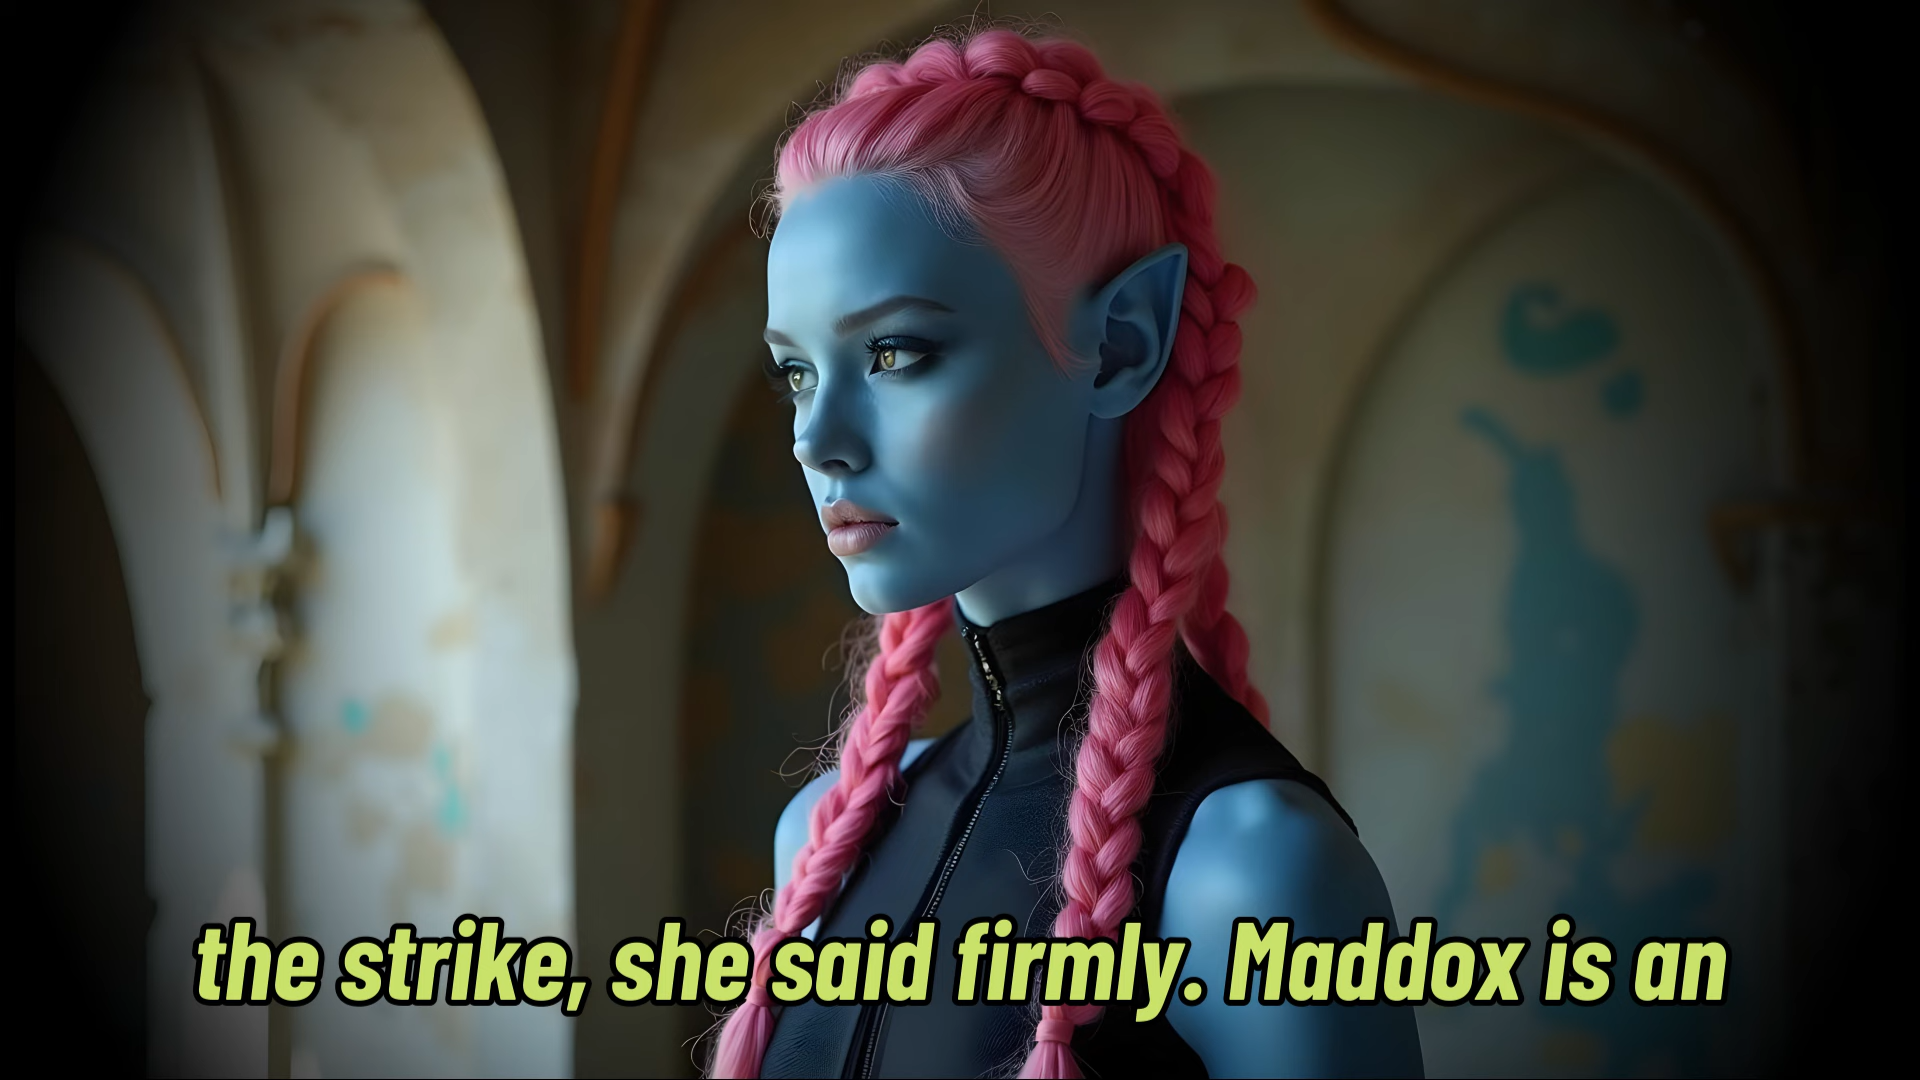 the strike, she said firmly. Maddox is an